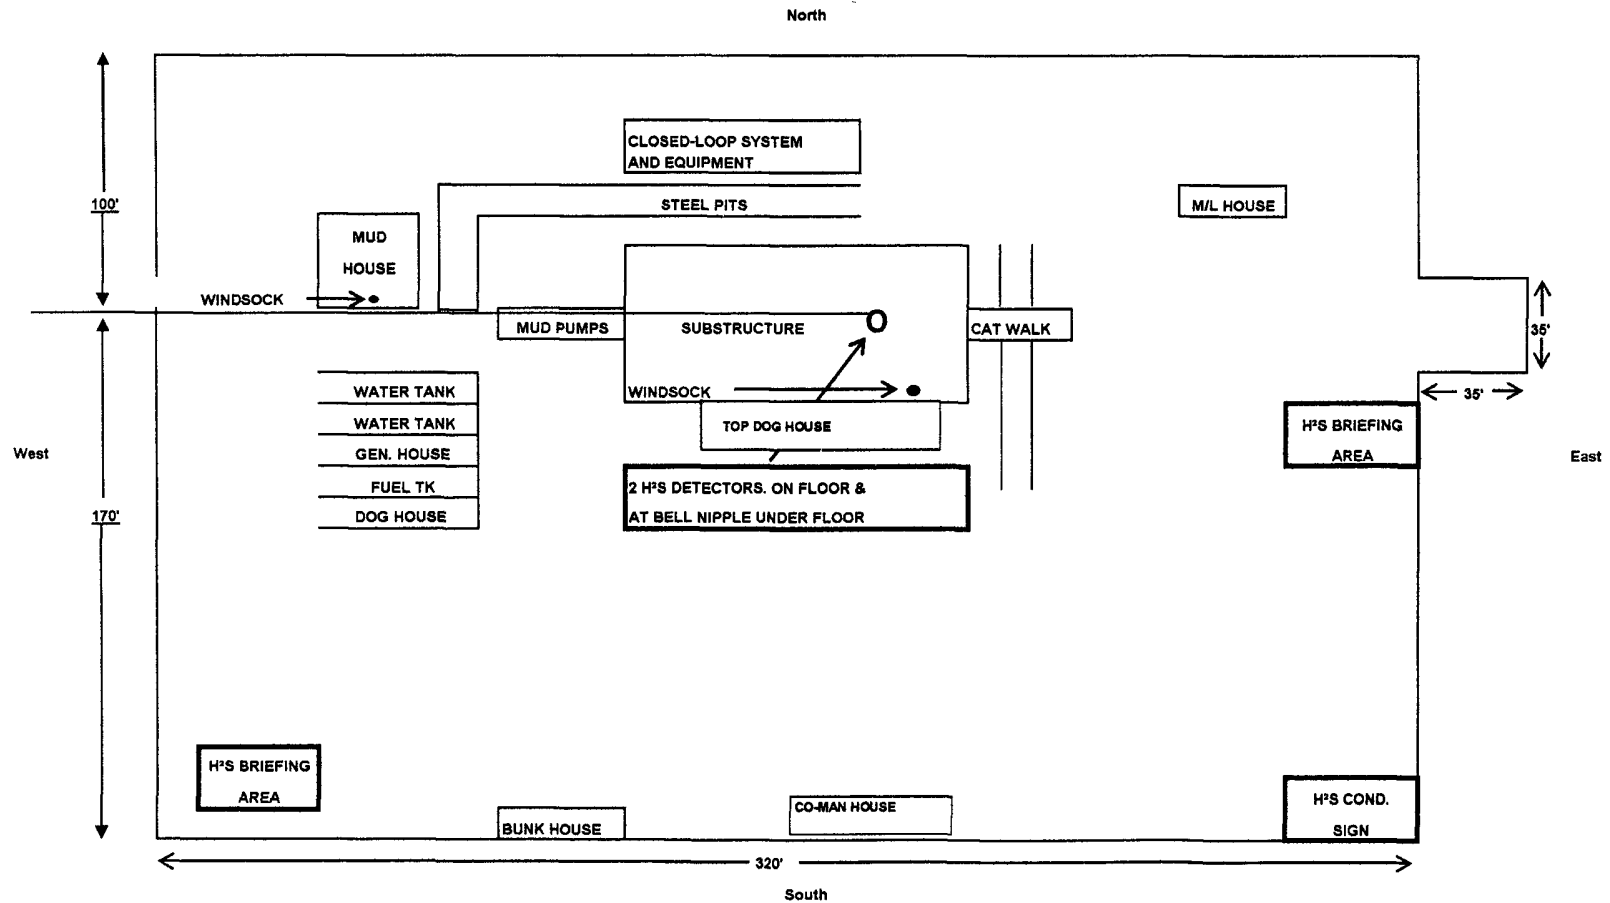 North
CLOSED-LOOP SYSTEM
AND EQUIPMENT
100'
STEEL PITS
M/L HOUSE
MUD
HOUSE
WINDSOCK
MUD PUMPS
SUBSTRUCTURE
O
CAT WALK
35'
WATER TANK
WINDSOCK
35'
WATER TANK
TOP DOG HOUSE
H²S BRIEFING
AREA
West
GEN. HOUSE
East
FUEL TK
2 H²S DETECTORS. ON FLOOR &
170'
DOG HOUSE
AT BELL NIPPLE UNDER FLOOR
H²S BRIEFING
AREA
CO-MAN HOUSE
H²S COND.
SIGN
BUNK HOUSE
320'
South